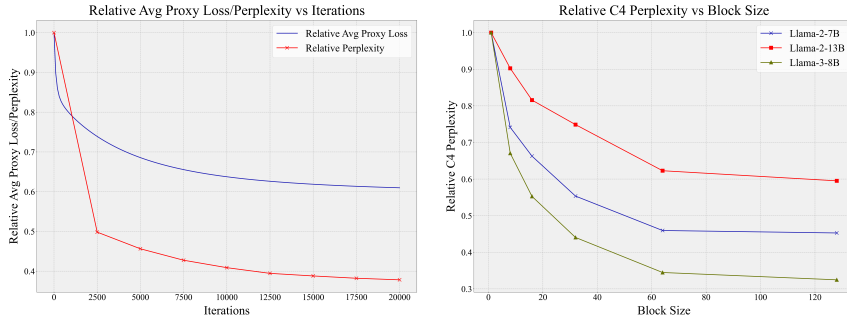 Relative Avg Proxy Loss/Perplexity vs Iterations
Relative Avg Proxy Loss/Perplexity
1.0
0.9
0.8
0.7
0.6
0.5
0.4
Relative Avg Proxy Loss
Relative Perplexity
0
2500
5000
7500
10000
12500
15000
17500
20000
Iterations
Relative C4 Perplexity vs Block Size
Relative C4 Perplexity
1.0
0.9
0.8
0.7
0.6
0.5
0.4
0.3
Llama-2-7B
Llama-2-13B
Llama-3-8B
0
20
40
60
80
100
120
Block Size